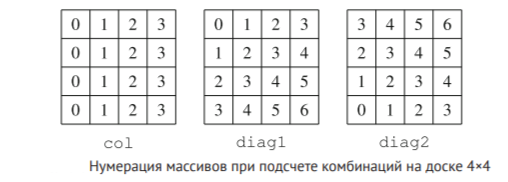 0 1 2 3 0 1 2 3 3 4 5 6
0 1 2 3 1 2 3 4 2 3 4 5
0 1 2 3 2 3 4 5 1 2 3 4
0 1 2 3 3 4 5 6 0 1 2 3
col diag1 diag2
Нумерация массивов при подсчете комбинаций на доске 4×4